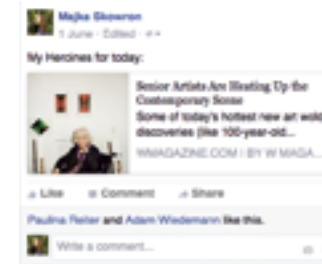 Majka Skowron
1 June · Edited ·
My Heroines for today:
Senior Artists Are Heating Up the
Contemporary Scene
Some of today's hottest new art world
discoveries (like 100-year-old...
WMAGAZINE.COM | BY W MAGA...
Like Comment Share
Paulina Reiter and Adam Wiedemann like this.
Write a comment...